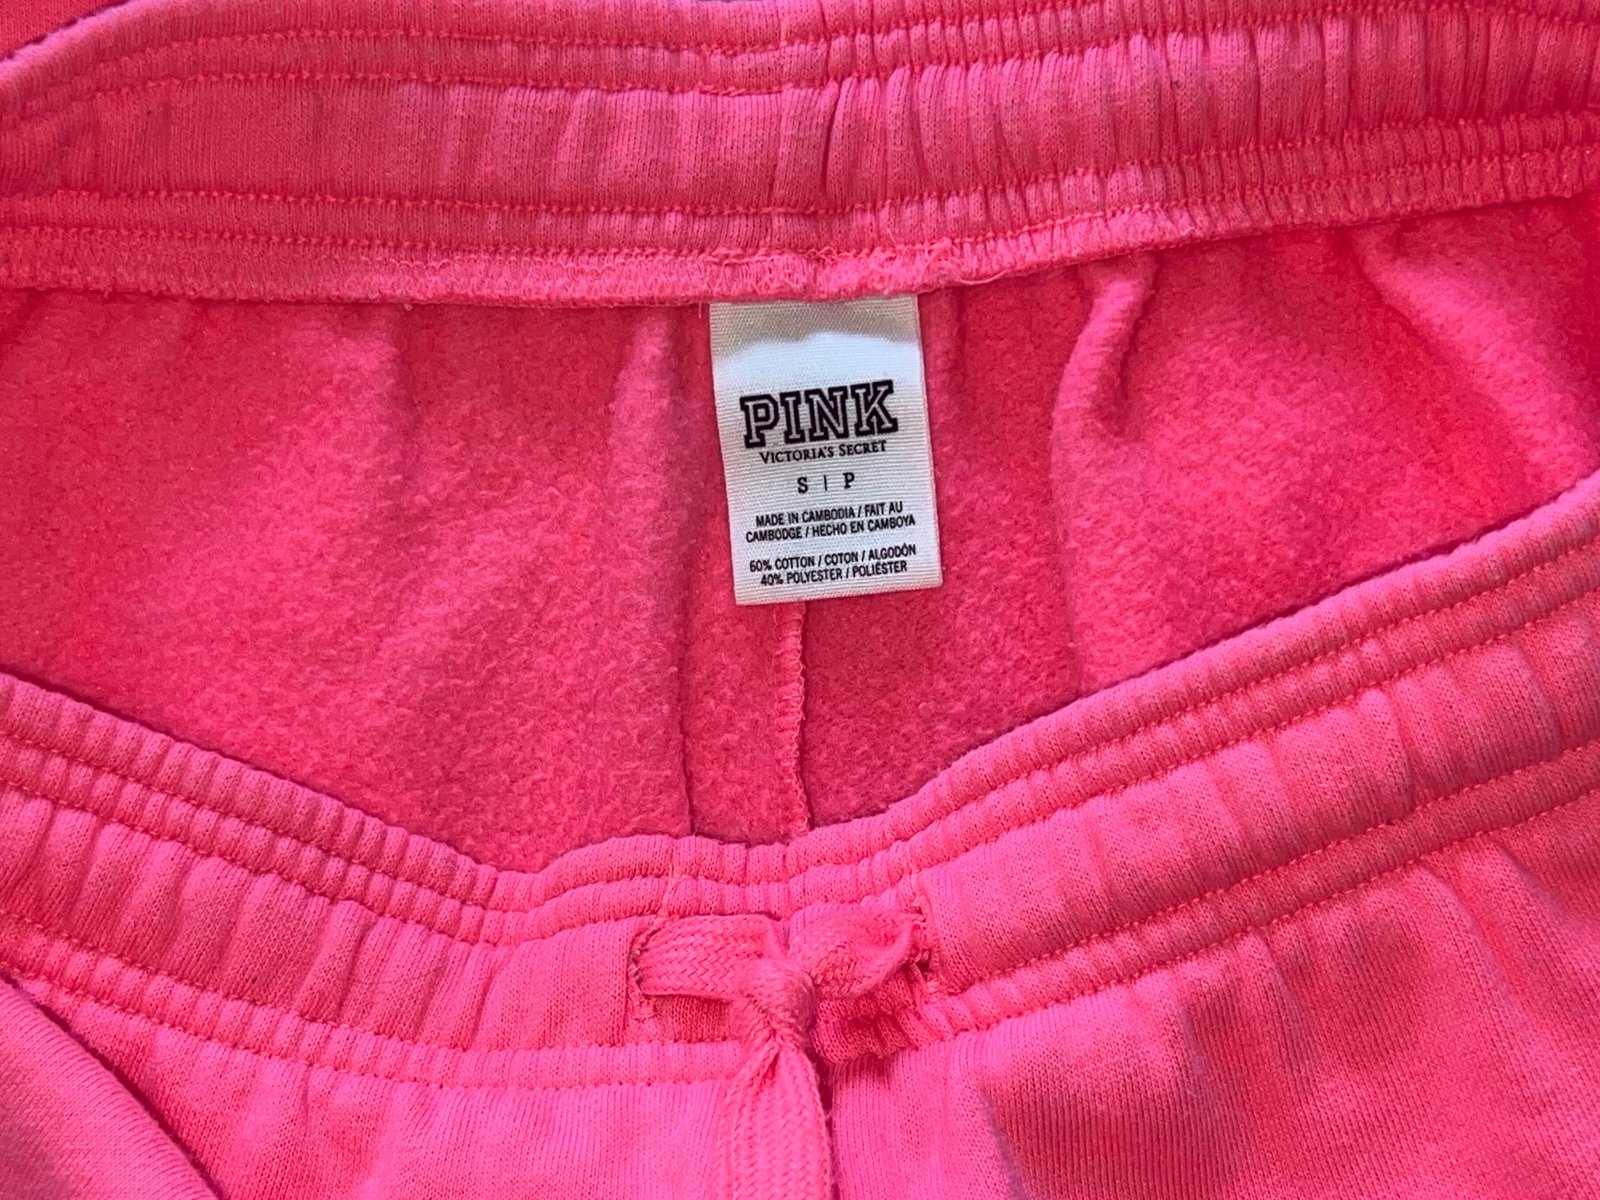 PINK
VICTORIA'S SECRET
S | P
MADE IN CAMBODIA / FAIT AU
CAMBODGE / HECHO EN CAMBOYA
60% COTTON / COTON / ALGODÓN
40% POLYESTER / POLIÉSTER